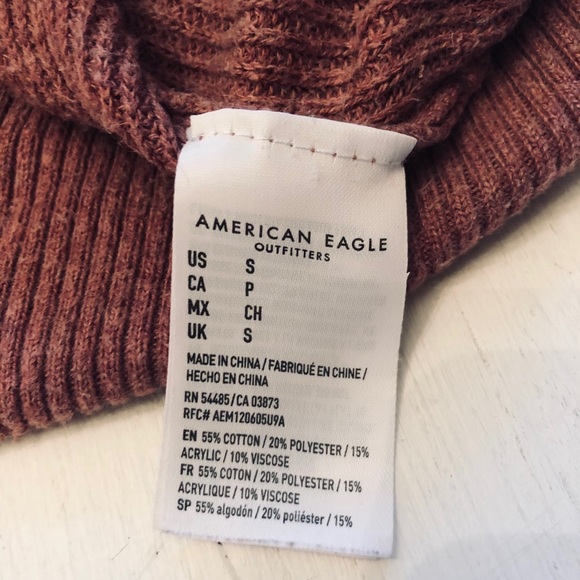 AMERICAN EAGLE
OUTFITTERS
US S
CA P
MX CH
UK S
MADE IN CHINA / FABRIQUÉ EN CHINE /
HECHO EN CHINA
RN 54485/CA 03873
RFC# AEM120605U9A
EN 55% COTTON / 20% POLYESTER / 15%
ACRYLIC / 10% VISCOSE
FR 55% COTON / 20% POLYESTER / 15%
ACRYLIQUE / 10% VISCOSE
SP 55% algodón / 20% poliéster / 15%